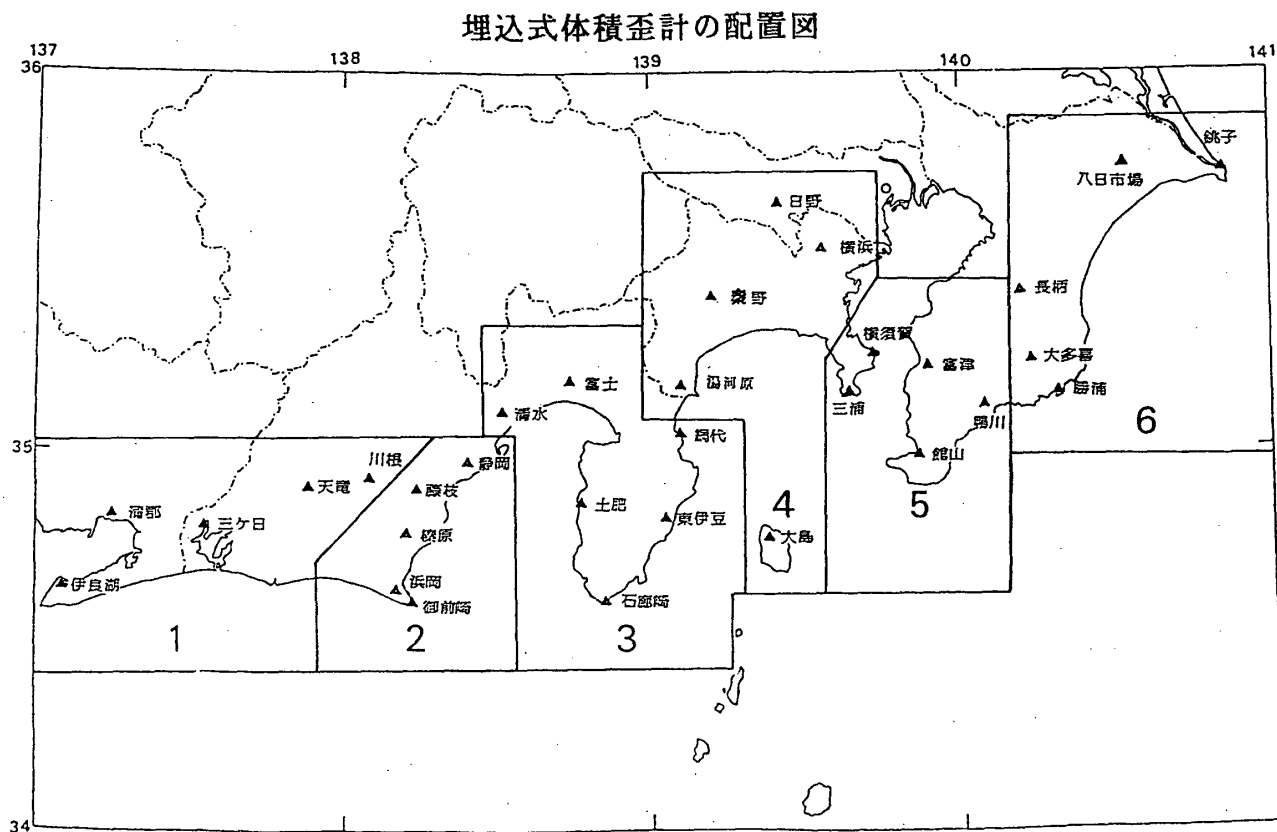 埋込式体積歪計の配置図
137
138
139
140
141
36
銚子
八日市場
日野
横浜
秦野
長柄
横須賀
大多喜
富津
富士
湯河原
勝浦
三浦
鴨川
清水
6
35
網代
川根
静岡
館山
天竜
藤枝
4
5
土肥
蒲郡
三ケ日
東伊豆
榛原
大島
伊良湖
浜岡
御前崎
石廊崎
1
2
3
34